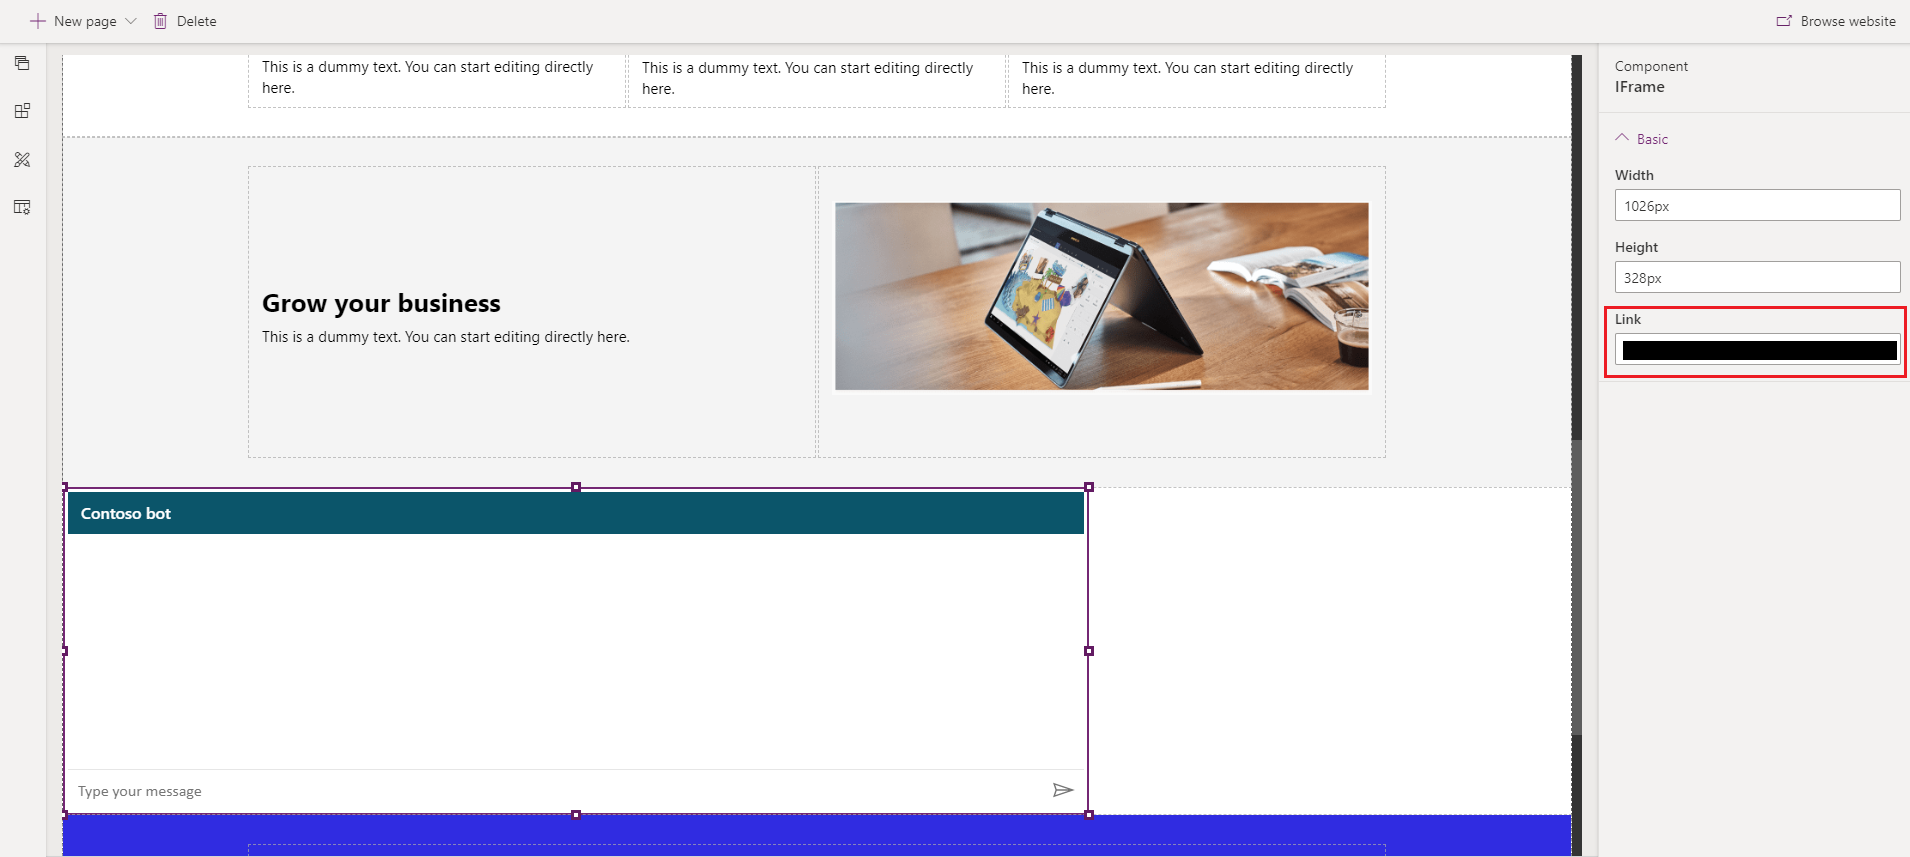 New page
Delete
Browse website
This is a dummy text. You can start editing directly
here.
This is a dummy text. You can start editing directly
here.
This is a dummy text. You can start editing directly
here.
Grow your business
This is a dummy text. You can start editing directly here.
Contoso bot
Type your message
Component
IFrame
Basic
Width
1026px
Height
328px
Link